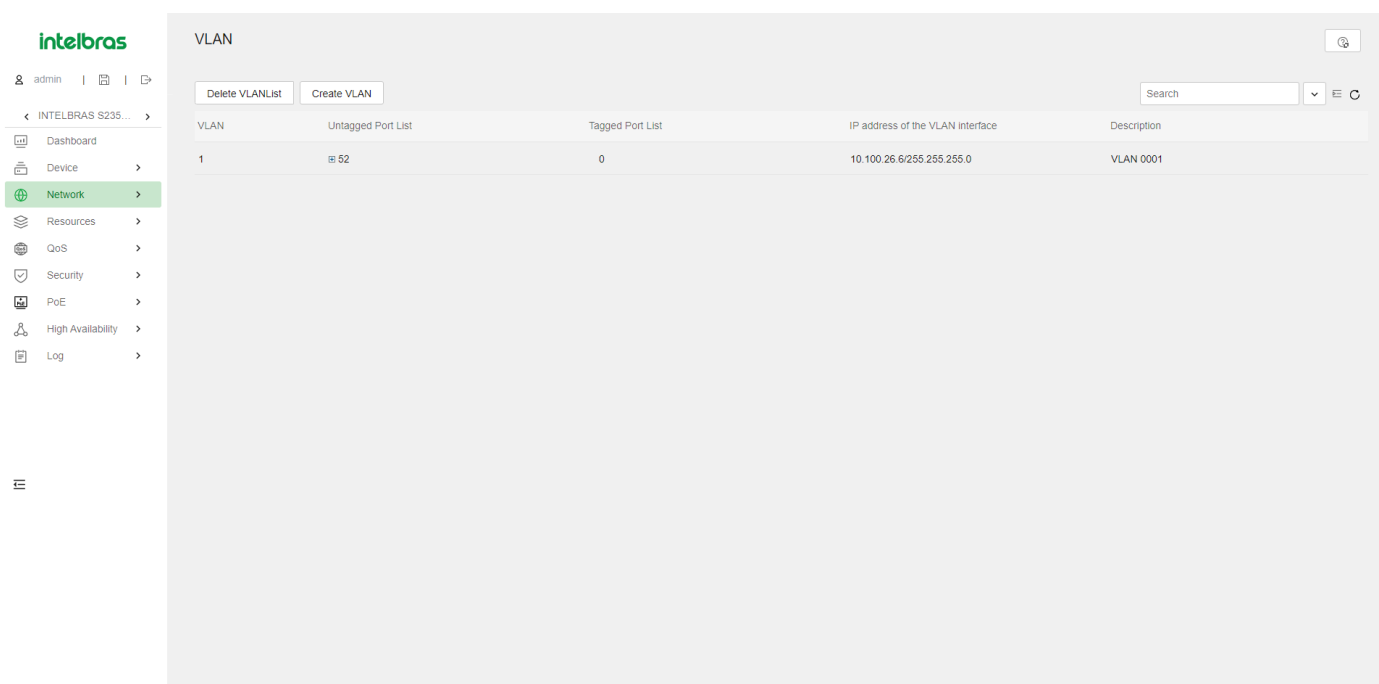 intelbras
admin
INTELBRAS S235...
Dashboard
Device
Network
Resources
QoS
Security
PoE
High Availability
Log
VLAN
Delete VLANList Create VLAN Search
VLAN Untagged Port List Tagged Port List IP address of the VLAN interface Description
1 52 0 10.100.26.6/255.255.255.0 VLAN 0001